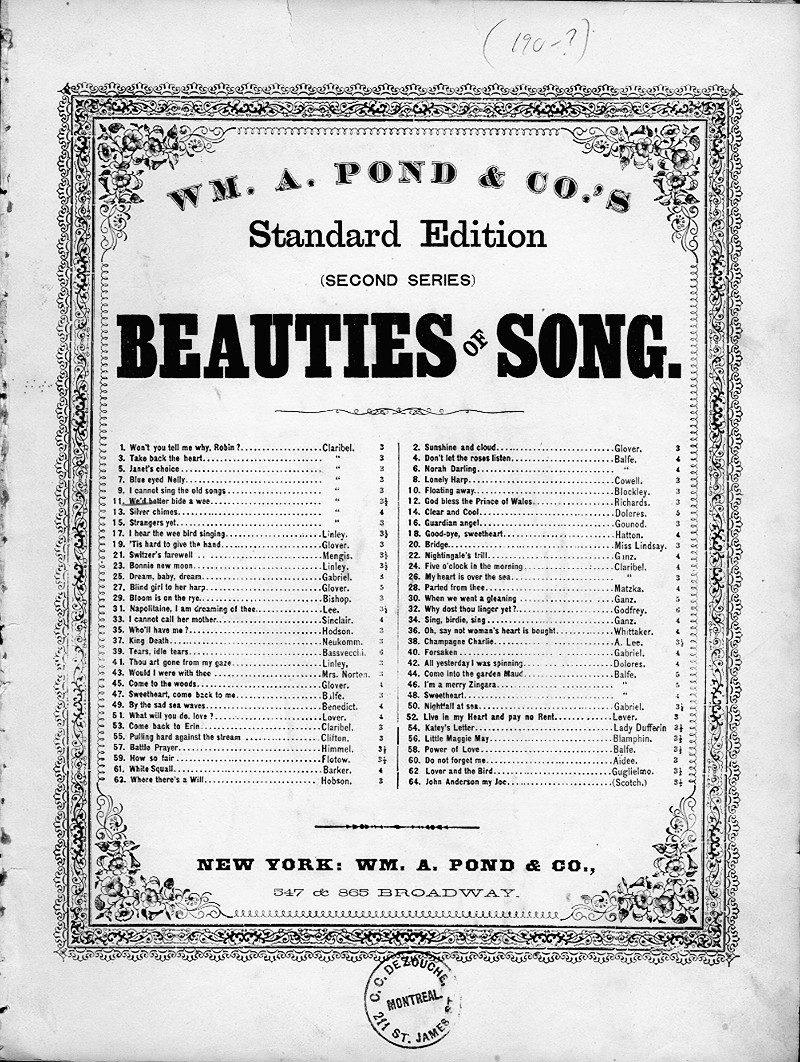 (190-?)
WM. A. POND & CO.'S
Standard Edition
(SECOND SERIES)
BEAUTIES OF SONG.
1. Won't you tell me why, Robin? Claribel. 3
3. Take back the heart " 3
5. Janet's choice " 3
7. Blue eyed Nelly " 3
9. I cannot sing the old songs " 3
11. We'd better bide a wee " 3½
13. Silver chimes " 4
15. Strangers yet " 3
17. I hear the wee bird singing Linley. 3½
19. 'Tis hard to give the hand Glover. 3
21. Switzer's farewell Mengis. 3½
23. Bonnie new moon Linley. 3½
25. Dream, baby, dream Gabriel.
27. Blind girl to her harp Glover.
29. Bloom is on the rye Bishop. 3
31. Napolitaine, I am dreaming of thee Lee. 3½
33. I cannot call her mother Sinclair. 4
35. Who'll have me? Hodson. 3
37. King Death Neukomm. 3
39. Tears, idle tears Bassvecchi. 6
41. Thou art gone from my gaze Linley. 3
43. Would I were with thee Mrs. Norton. 3
45. Come to the woods Glover. 4
47. Sweetheart, come back to me Balfe. 3
49. By the sad sea waves Benedict. 4
51. What will you do, love? Lover. 4
53. Come back to Erin Claribel. 3
55. Pulling hard against the stream Clifton. 3
57. Battle Prayer Himmel. 3½
59. How so fair Flotow. 3½
61. White Squall Barker. 4
63. Where there's a Will Hobson. 3
2. Sunshine and cloud Glover. 3
4. Don't let the roses listen Balfe. 4
6. Norah Darling " 4
8. Lonely Harp Cowell. 3
10. Floating away Blockley. 3
12. God bless the Prince of Wales Richards. 3
14. Clear and Cool Dolores. 5
16. Guardian angel Gounod. 3
18. Good-bye, sweetheart Hatton. 4
20. Bridge Miss Lindsay. 3
22. Nightingale's trill Ganz. 4
24. Five o'clock in the morning Claribel. 4
26. My heart is over the sea " 3
28. Parted from thee Matzka. 4
30. When we went a gleaning Ganz. 5
32. Why dost thou linger yet? Godfrey. 6
34. Sing, birdie, sing Ganz. 4
36. Oh, say not woman's heart is bought Whittaker. 4
38. Champagne Charlie A. Lee. 3½
40. Forsaken Gabriel. 4
42. All yesterday I was spinning Dolores. 4
44. Come into the garden Maud Balfe. 5
46. I'm a merry Zingara " 5
48. Sweetheart " 4
50. Nightfall at sea Gabriel. 3½
52. Live in my Heart and pay no Rent Lover. 3
54. Katey's Letter Lady Dufferin 3½
56. Little Maggie May Blamphin. 3½
58. Power of Love Balfe. 3½
60. Do not forget me Aidee. 3
62 Lover and the Bird Guglielmo. 3½
64. John Anderson my Joe (Scotch.) 3½
NEW YORK: WM. A. POND & CO.,
547 & 865 BROADWAY.
C. C. DEZOUCHE,
MONTREAL
211 ST. JAMES